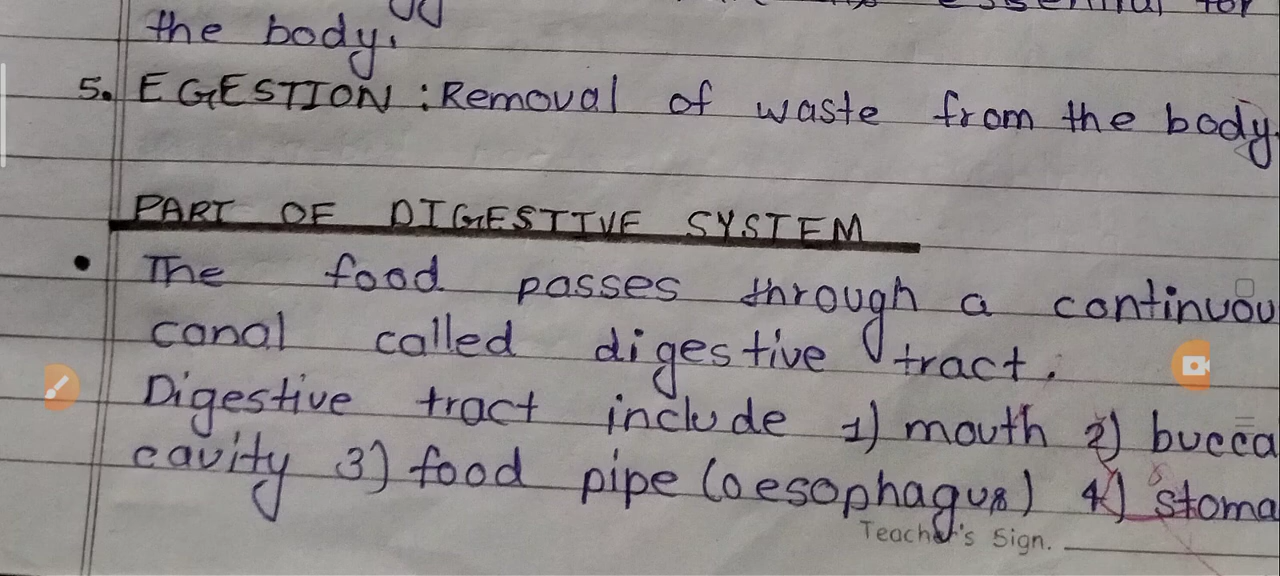 essential for
the body.
5. EGESTION : Removal of waste from the body.
PART OF DIGESTIVE SYSTEM
• The food passes through a continuou
canal called digestive tract.
Digestive tract include 1) mouth 2) bucca
cavity 3) food pipe (oesophagus) 4) stoma
Teacher's Sign.